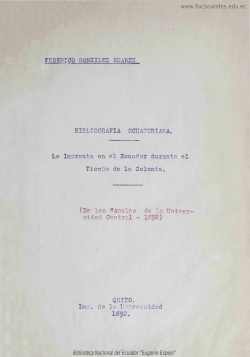 www.flacsoandes.edu.ec
FEDERICO GONZALEZ SUAREZ.
BIBLIOGRAFIA ECUATORIANA.
La Imprenta en el Ecuador durante el
Tiempo de la Colonia.
(De los "Anales de la Univer-
sidad Central - 1892)
QUITO.
Imp. de la Universidad
1892.
Biblioteca Nacional del Ecuador "Eugenio Espejo"